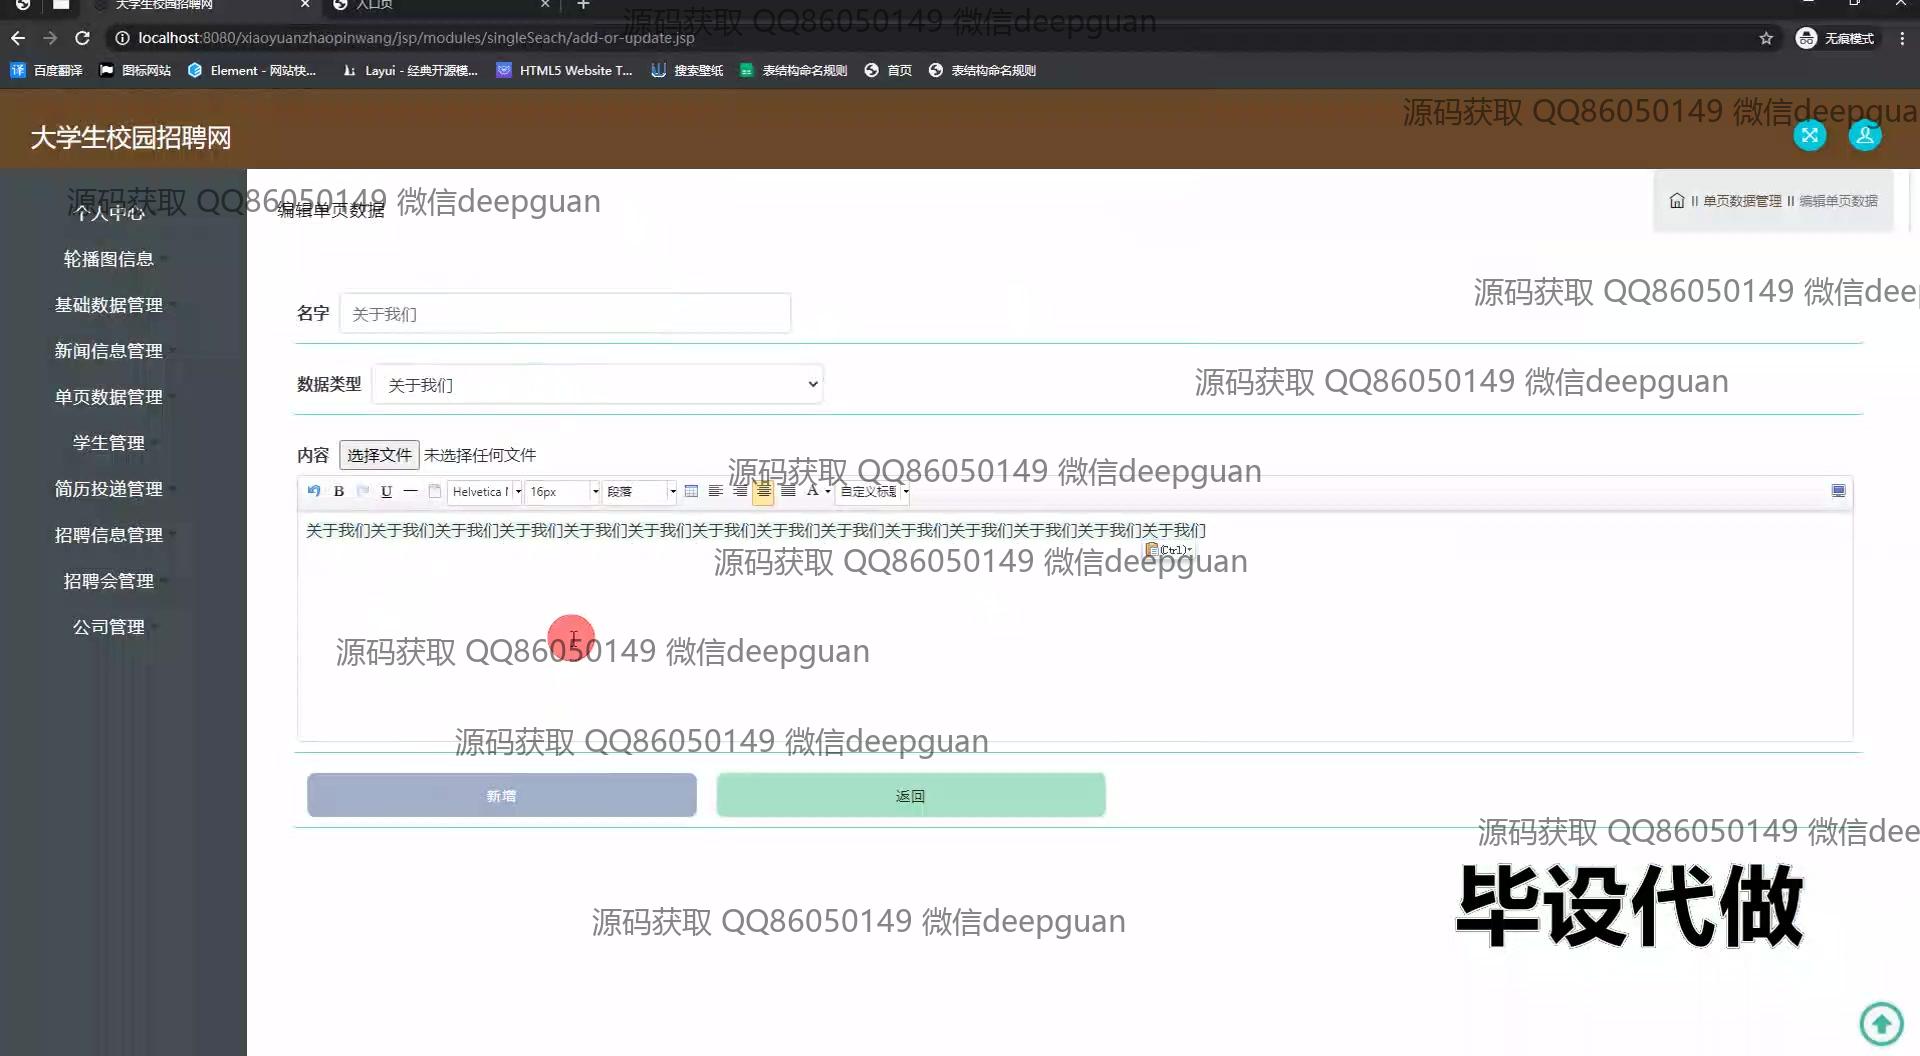 大学生校园招聘网
入口页
源码获取 QQ86050149 微信deepguan
localhost:8080/xiaoyuanzhaopinwang/jsp/modules/singleSeach/add-or-update.jsp
无痕模式
百度翻译
图标网站
Element - 网站快...
Layui - 经典开源模...
HTML5 Website T...
搜索壁纸
表结构命名规则
首页
表结构命名规则
源码获取 QQ86050149 微信deepgua
大学生校园招聘网
源码获取 QQ86050149 微信deepguan
个人中心
编辑单页数据
II 单页数据管理 II 编辑单页数据
轮播图信息
基础数据管理
新闻信息管理
单页数据管理
学生管理
简历投递管理
招聘信息管理
招聘会管理
公司管理
源码获取 QQ86050149 微信dee
名字 关于我们
源码获取 QQ86050149 微信deepguan
数据类型 关于我们
内容 选择文件 未选择任何文件
源码获取 QQ86050149 微信deepguan
B U Helvetica 16px 段落 A 自定义标题
关于我们关于我们关于我们关于我们关于我们关于我们关于我们关于我们关于我们关于我们关于我们关于我们关于我们关于我们
(Ctrl)
源码获取 QQ86050149 微信deepguan
源码获取 QQ86050149 微信deepguan
源码获取 QQ86050149 微信deepguan
新增 返回
源码获取 QQ86050149 微信dee
毕设代做
源码获取 QQ86050149 微信deepguan